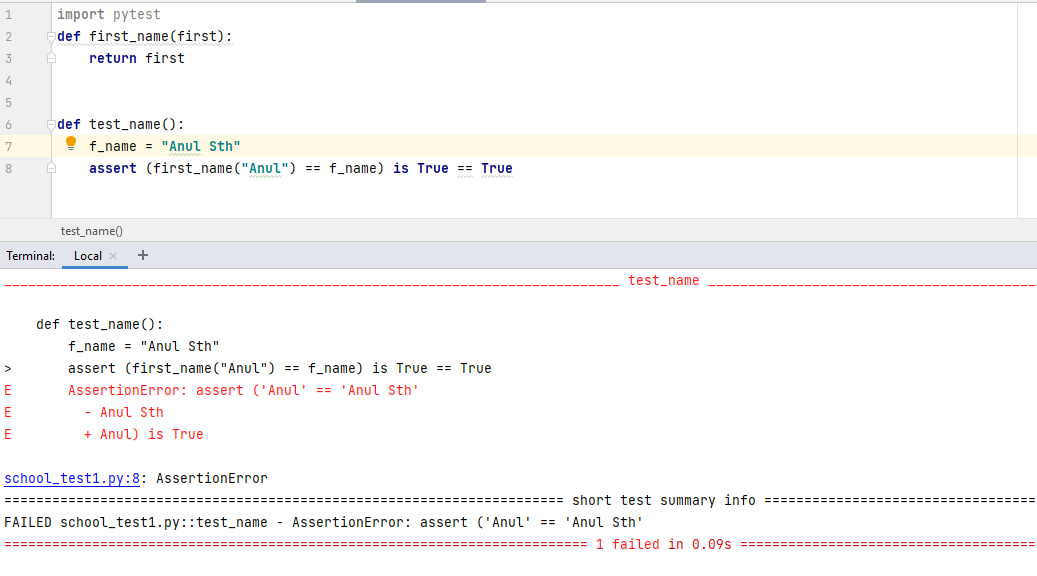 1 import pytest
2 def first_name(first):
3     return first
4
5
6 def test_name():
7     f_name = "Anul Sth"
8     assert (first_name("Anul") == f_name) is True == True
test_name()
Terminal: Local × +
_____________________________________________________________________________ test_name _________________________________________
    def test_name():
        f_name = "Anul Sth"
>       assert (first_name("Anul") == f_name) is True == True
E       AssertionError: assert ('Anul' == 'Anul Sth'
E         - Anul Sth
E         + Anul) is True
school_test1.py:8: AssertionError
====================================================================== short test summary info ==================================
FAILED school_test1.py::test_name - AssertionError: assert ('Anul' == 'Anul Sth'
========================================================================= 1 failed in 0.09s =====================================